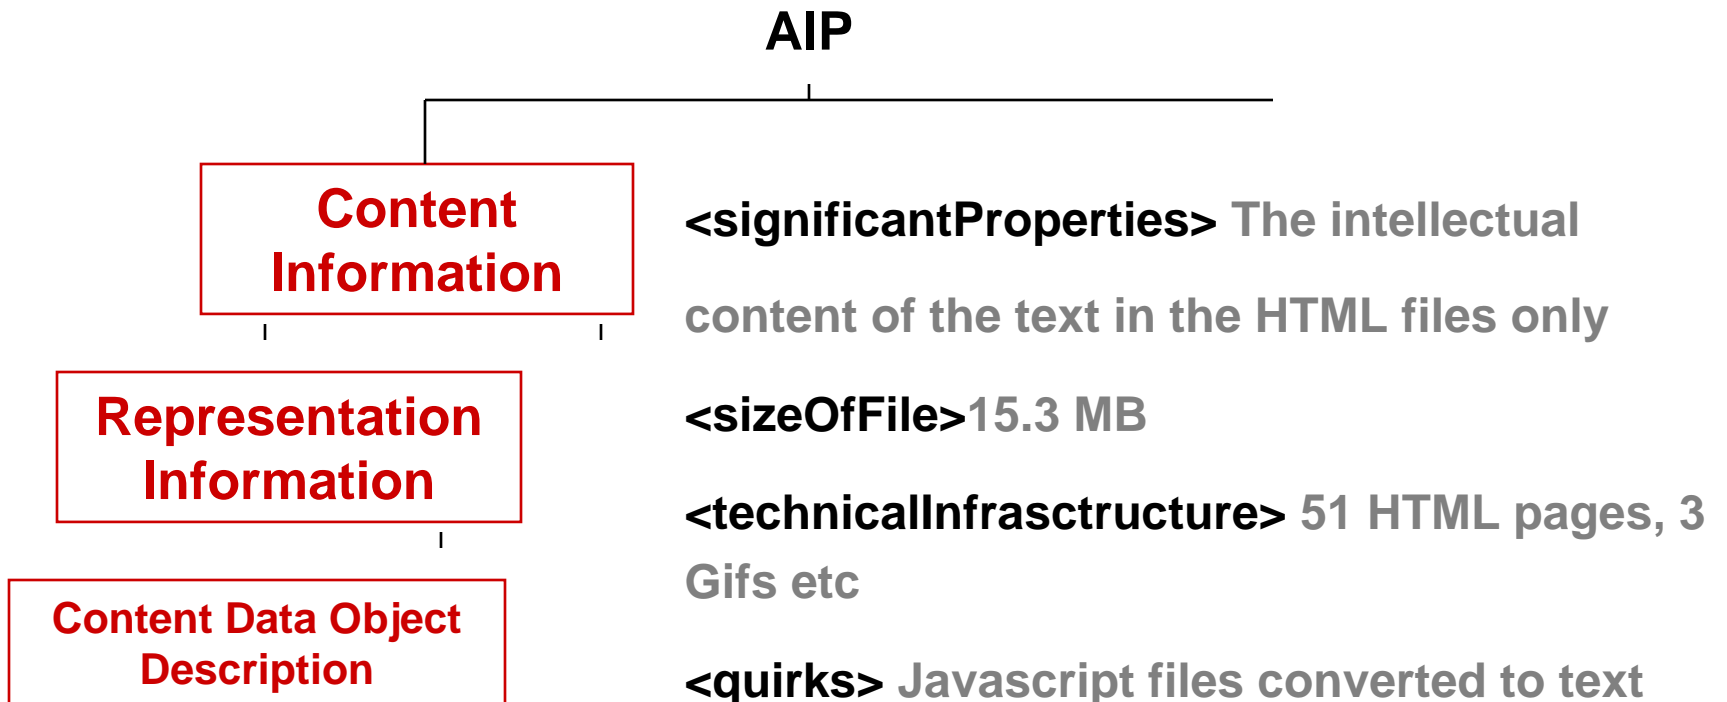 AIP
Content
Information
Representation
Information
Content Data Object
Description
<significantProperties> The intellectual
content of the text in the HTML files only
<sizeOfFile>15.3 MB
<technicalInfrasctructure> 51 HTML pages, 3
Gifs etc
<quirks> Javascript files converted to text